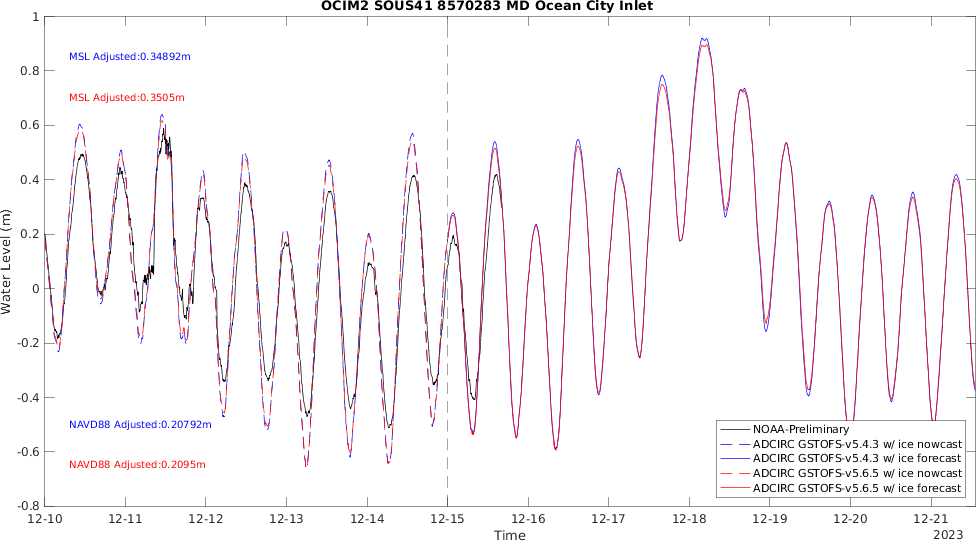 OCIM2 SOUS41 8570283 MD Ocean City Inlet
Water Level (m)
1
0.8
0.6
0.4
0.2
0
-0.2
-0.4
-0.6
-0.8
MSL Adjusted:0.34892m
MSL Adjusted:0.3505m
NAVD88 Adjusted:0.20792m
NAVD88 Adjusted:0.2095m
NOAA-Preliminary
ADCIRC GSTOFS-v5.4.3 w/ ice nowcast
ADCIRC GSTOFS-v5.4.3 w/ ice forecast
ADCIRC GSTOFS-v5.6.5 w/ ice nowcast
ADCIRC GSTOFS-v5.6.5 w/ ice forecast
12-10 12-11 12-12 12-13 12-14 12-15 12-16 12-17 12-18 12-19 12-20 12-21
Time
2023